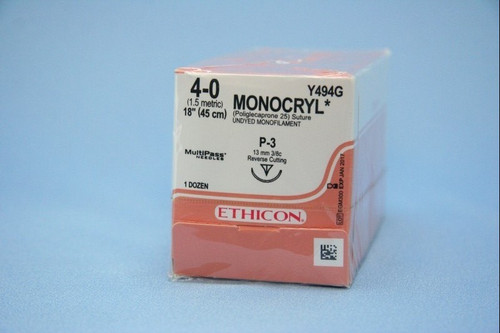 4-0
(1.5 metric)
18" (45 cm)
Y494G
MONOCRYL*
(Poliglecaprone 25) Suture
UNDYED MONOFILAMENT
P-3
13 mm 3/8c
Reverse Cutting
MultiPass*
NEEDLES
1 DOZEN
ETHICON